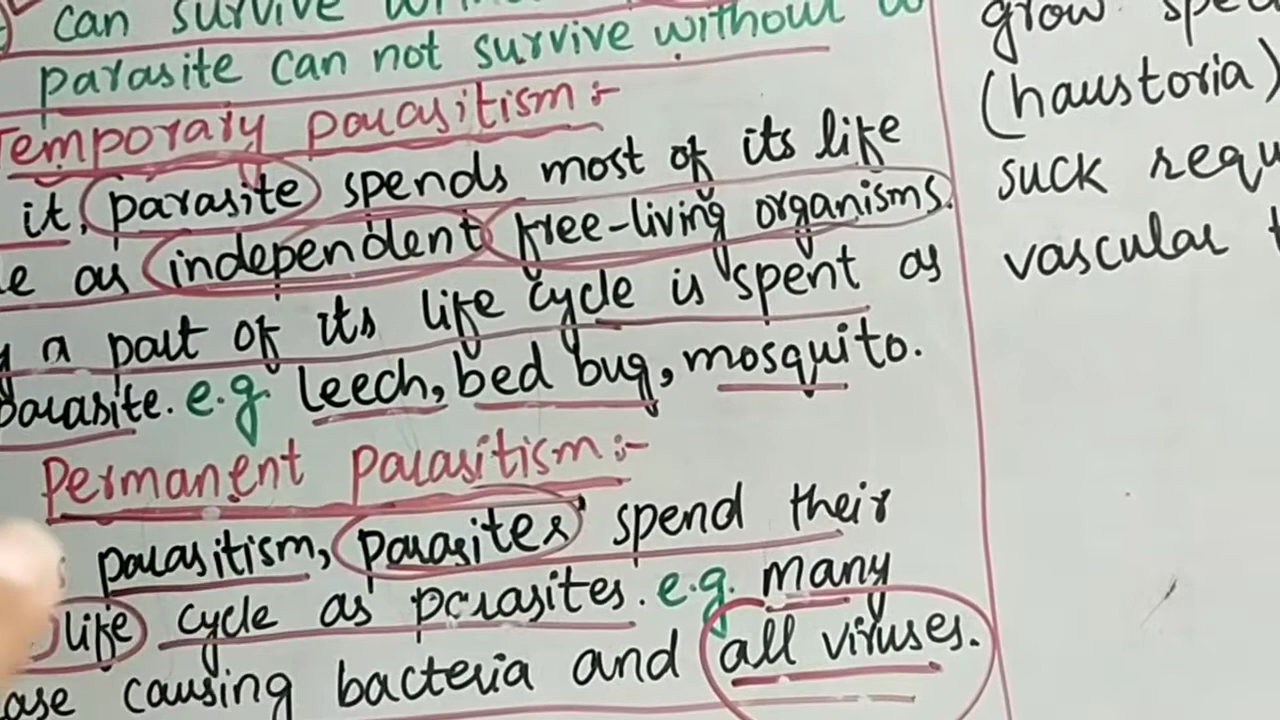 can survive
parasite can not survive without
Temporary parasitism:-
it, parasite spends most of its life
as independent free-living organisms.
a part of its life cycle is spent as
parasite. e.g. leech, bed bug, mosquito.
Permanent Parasitism:-
parasitism, parasites spend their
life cycle as parasites. e.g. many
causing bacteria and all viruses.
grow
(haustoria)
suck
vascular